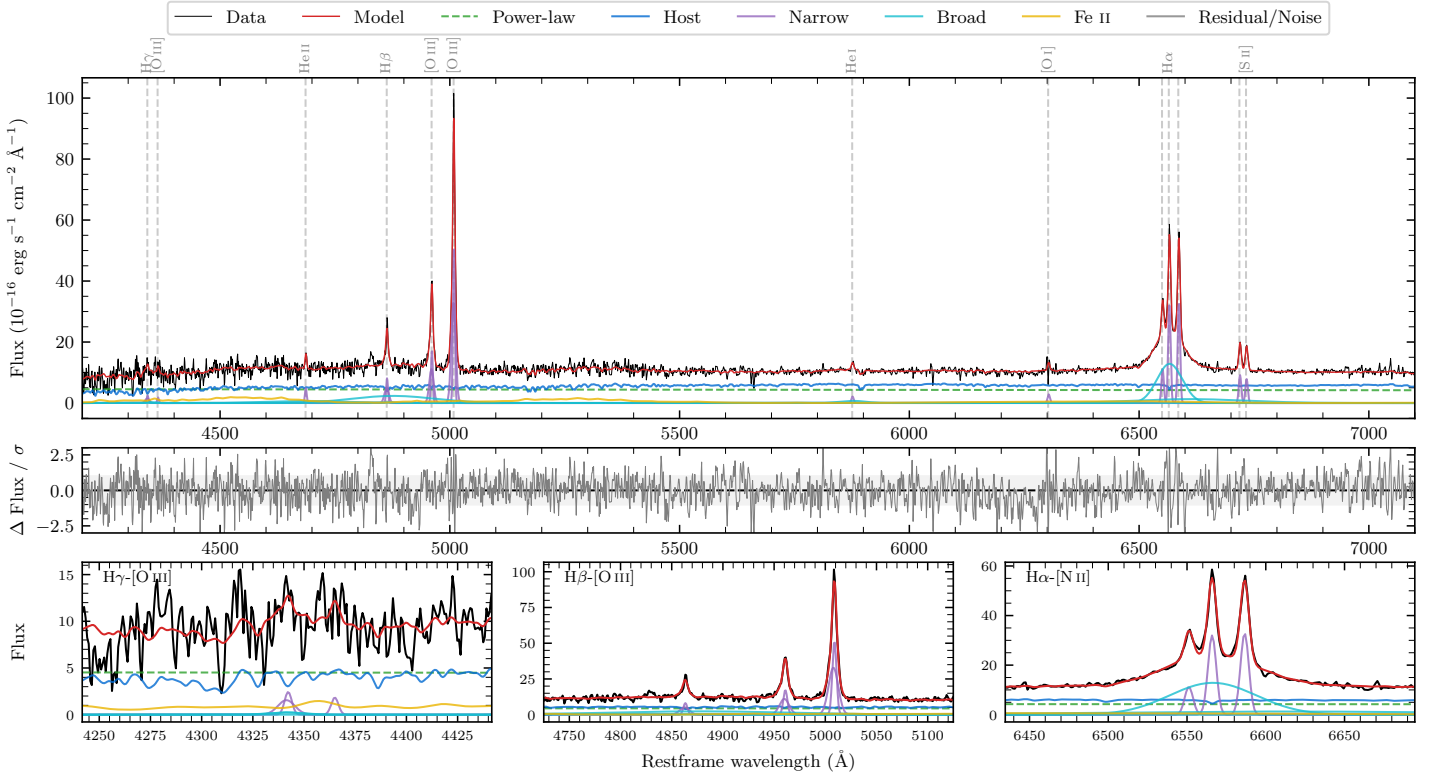 Data Model Power-law Host Narrow Broad Fe II Residual/Noise
Hγ [O III] He II Hβ [O III] [O III] He I [O I] Hα [S II]
Flux (10⁻¹⁶ erg s⁻¹ cm⁻² Å⁻¹)
100
80
60
40
20
0
4500 5000 5500 6000 6500 7000
Δ Flux / σ
2.5
0.0
−2.5
4500 5000 5500 6000 6500 7000
Flux
Hγ-[O III]
15
10
5
0
4250 4275 4300 4325 4350 4375 4400 4425
Hβ-[O III]
100
75
50
25
0
4750 4800 4850 4900 4950 5000 5050 5100
Hα-[N II]
60
40
20
0
6450 6500 6550 6600 6650
Restframe wavelength (Å)